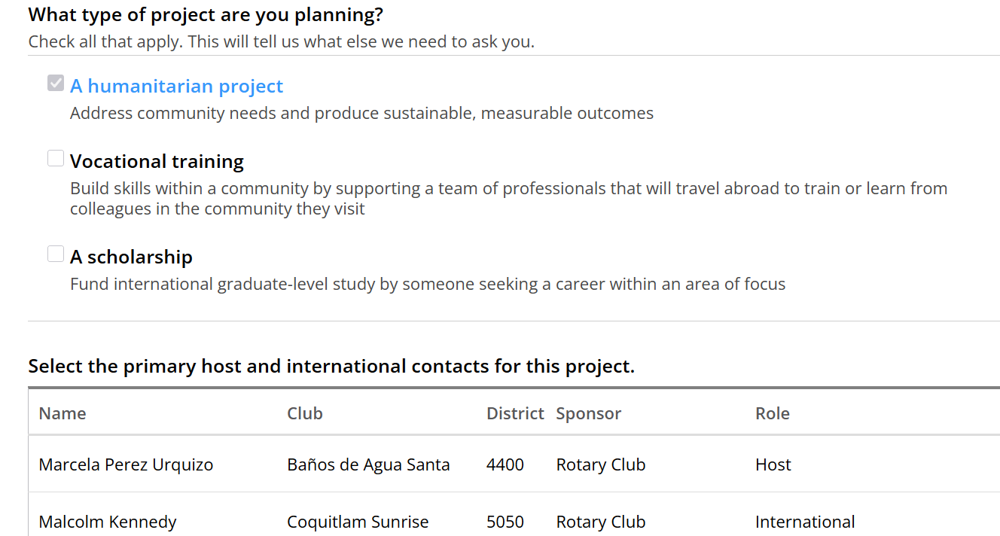 What type of project are you planning?
Check all that apply. This will tell us what else we need to ask you.
A humanitarian project
Address community needs and produce sustainable, measurable outcomes
Vocational training
Build skills within a community by supporting a team of professionals that will travel abroad to train or learn from
colleagues in the community they visit
A scholarship
Fund international graduate-level study by someone seeking a career within an area of focus
Select the primary host and international contacts for this project.
Name Club District Sponsor Role
Marcela Perez Urquizo Baños de Agua Santa 4400 Rotary Club Host
Malcolm Kennedy Coquitlam Sunrise 5050 Rotary Club International